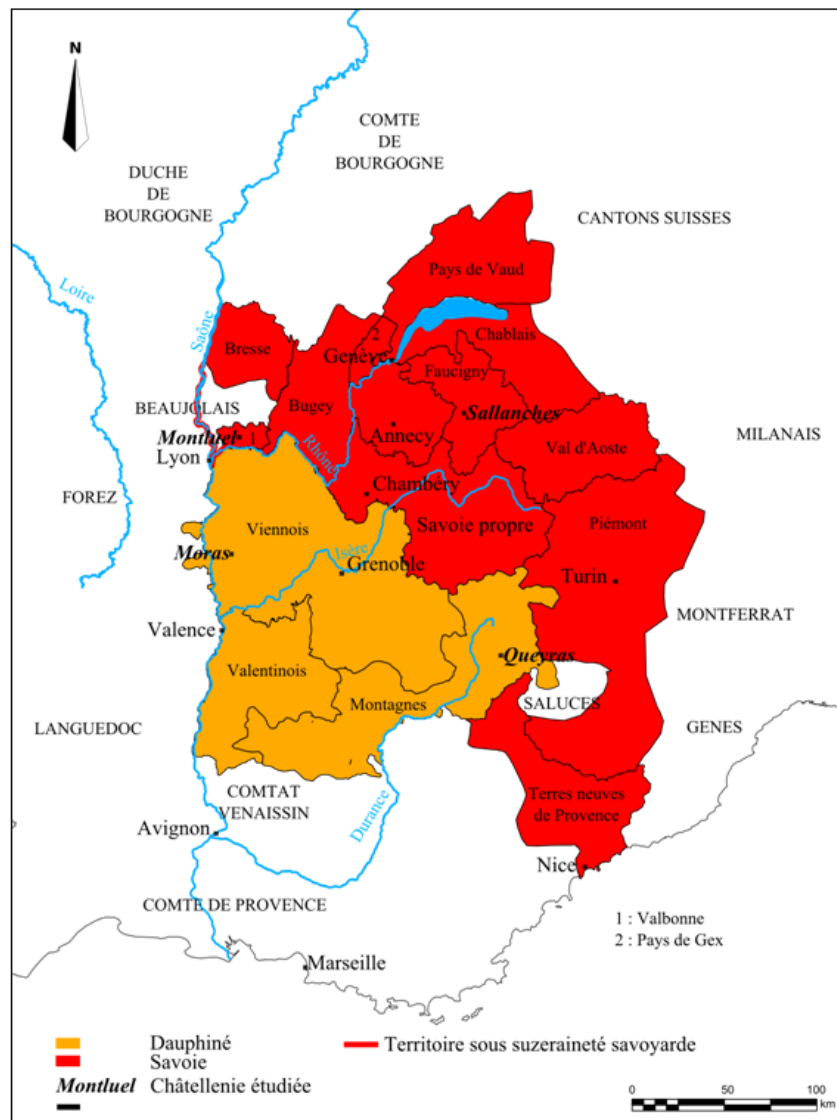 N
COMTE
DE
BOURGOGNE
DUCHE
DE
BOURGOGNE
CANTONS SUISSES
Pays de Vaud
Loire
Saône
2
Chablais
Bresse
Genève
Faucigny
BEAUJOLAIS
Bugey
Sallanches
Montluel
1
Annecy
Val d'Aoste
MILANAIS
Lyon
Rhône
Chambéry
FOREZ
Viennois
Savoie propre
Piémont
Moras
Isère
Grenoble
Turin
MONTFERRAT
Valence
Queyras
Valentinois
Montagnes
SALUCES
LANGUEDOC
GENES
COMTAT
VENAISSIN
Terres neuves
de Provence
Avignon
Durance
Nice
COMTE DE PROVENCE
1 : Valbonne
2 : Pays de Gex
Marseille
Dauphiné
Territoire sous suzeraineté savoyarde
Savoie
Montluel Châtellenie étudiée
0 50 100
km